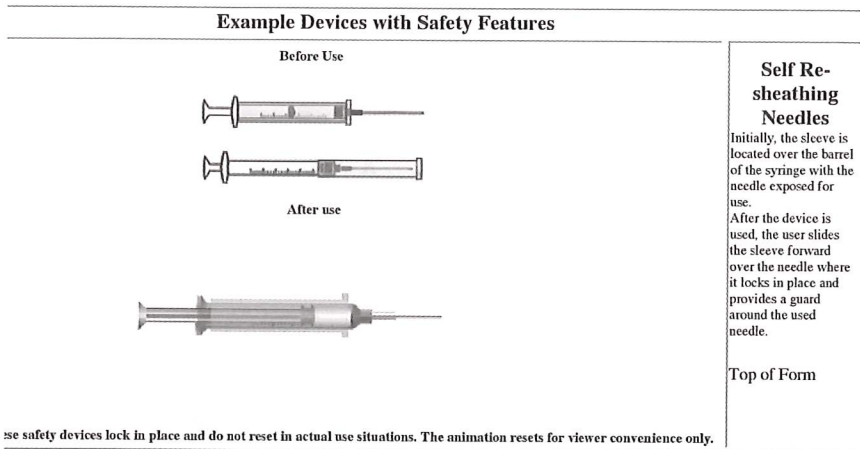 Example Devices with Safety Features
Before Use
After use
Self Re-
sheathing
Needles
Initially, the sleeve is
located over the barrel
of the syringe with the
needle exposed for
use.
After the device is
used, the user slides
the sleeve forward
over the needle where
it locks in place and
provides a guard
around the used
needle.
Top of Form
ese safety devices lock in place and do not reset in actual use situations. The animation resets for viewer convenience only.